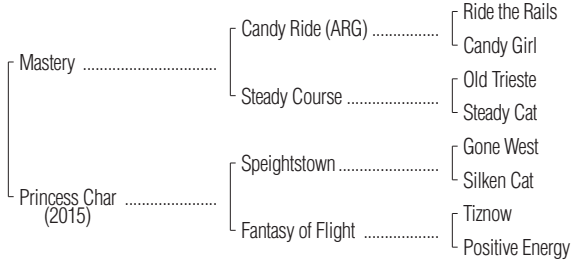 Ride the Rails
Candy Ride (ARG) ................
Candy Girl
Mastery ................................
Old Trieste
Steady Course ......................
Steady Cat
Gone West
Speightstown ........................
Silken Cat
Princess Char ......................
(2015)
Tiznow
Fantasy of Flight ..................
Positive Energy